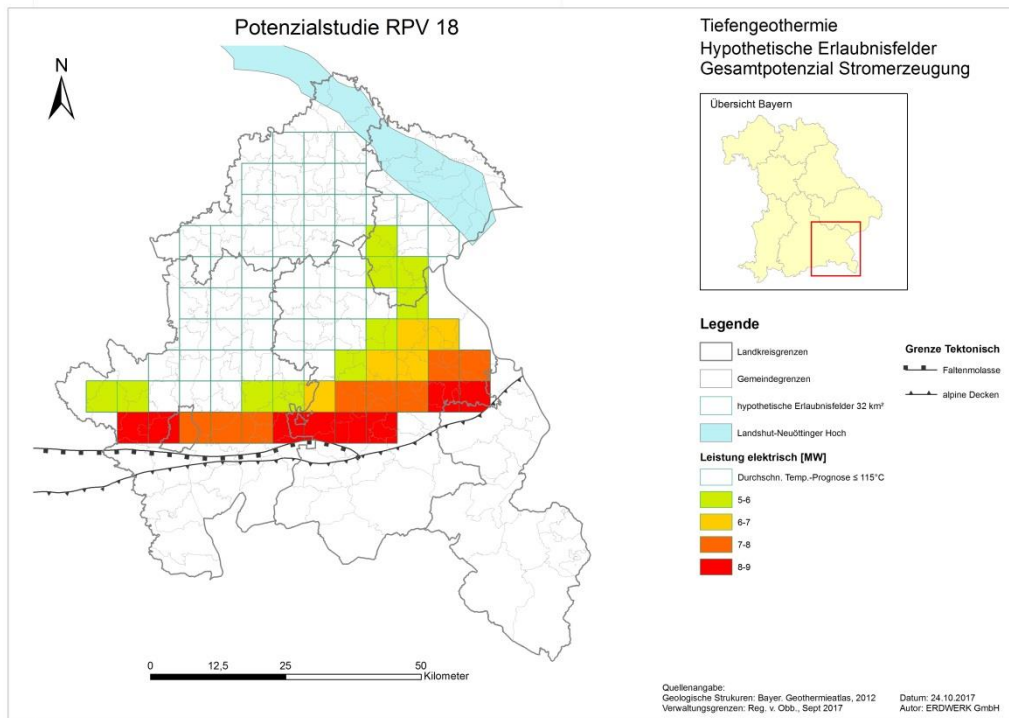 Potenzialstudie RPV 18
N
Tiefengeothermie
Hypothetische Erlaubnisfelder
Gesamtpotenzial Stromerzeugung
Übersicht Bayern
Legende
Landkreisgrenzen
Gemeindegrenzen
hypothetische Erlaubnisfelder 32 km²
Landshut-Neuöttinger Hoch
Leistung elektrisch [MW]
Durchschn. Temp.-Prognose ≤ 115°C
5-6
6-7
7-8
8-9
Grenze Tektonisch
Faltenmolasse
alpine Decken
0 12,5 25 50
Kilometer
Quellenangabe:
Geologische Strukuren: Bayer. Geothermieatlas, 2012
Verwaltungsgrenzen: Reg. v. Obb., Sept 2017
Datum: 24.10.2017
Autor: ERDWERK GmbH